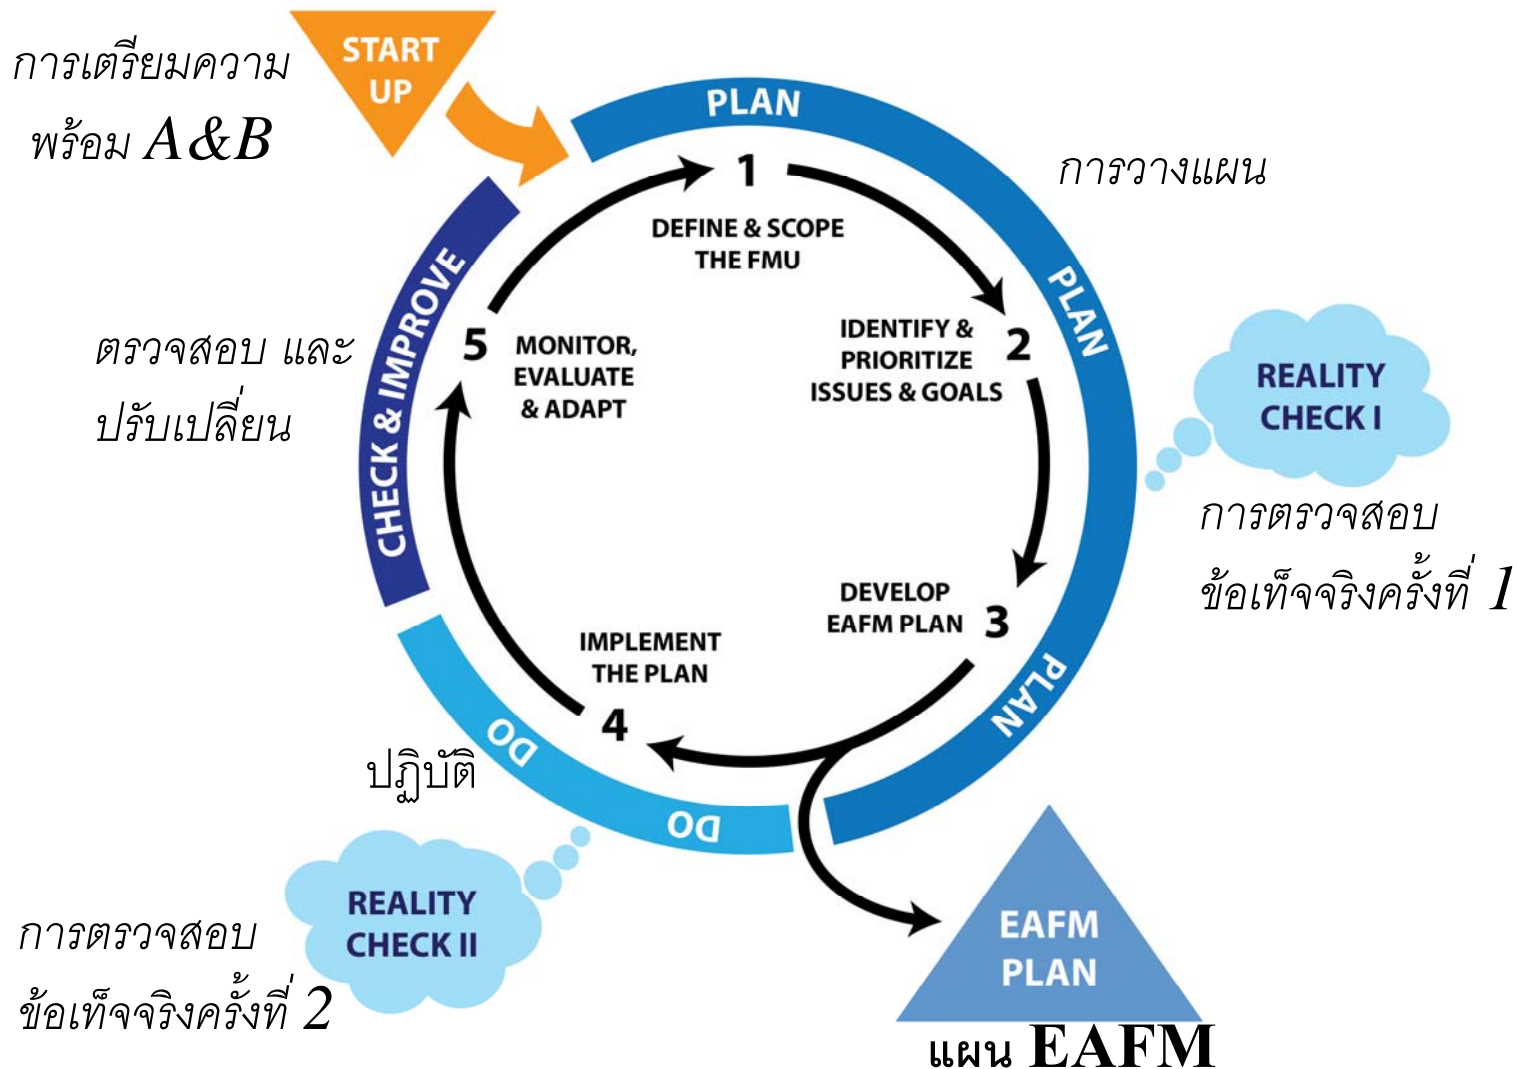 การเตรียมความ
พร้อม A&B
START
UP
PLAN
การวางแผน
1
DEFINE & SCOPE
THE FMU
PLAN
2
IDENTIFY &
PRIORITIZE
ISSUES & GOALS
REALITY
CHECK I
การตรวจสอบ
ข้อเท็จจริงครั้งที่ 1
3
DEVELOP
EAFM PLAN
PLAN
EAFM
PLAN
แผน EAFM
4
IMPLEMENT
THE PLAN
DO
DO
ปฏิบัติ
REALITY
CHECK II
การตรวจสอบ
ข้อเท็จจริงครั้งที่ 2
5
MONITOR,
EVALUATE
& ADAPT
CHECK & IMPROVE
ตรวจสอบ และ
ปรับเปลี่ยน